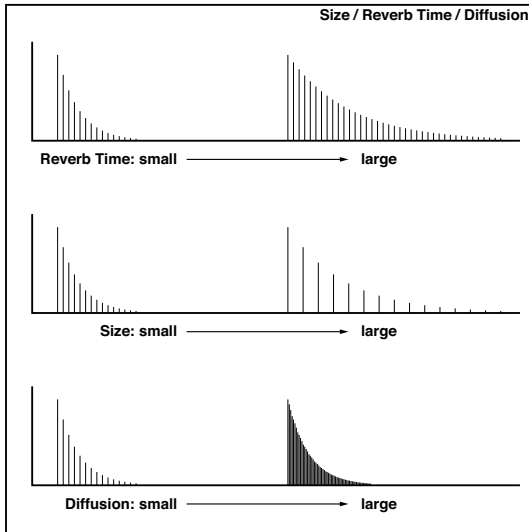 Size / Reverb Time / Diffusion
Reverb Time: small large
Size: small large
Diffusion: small large